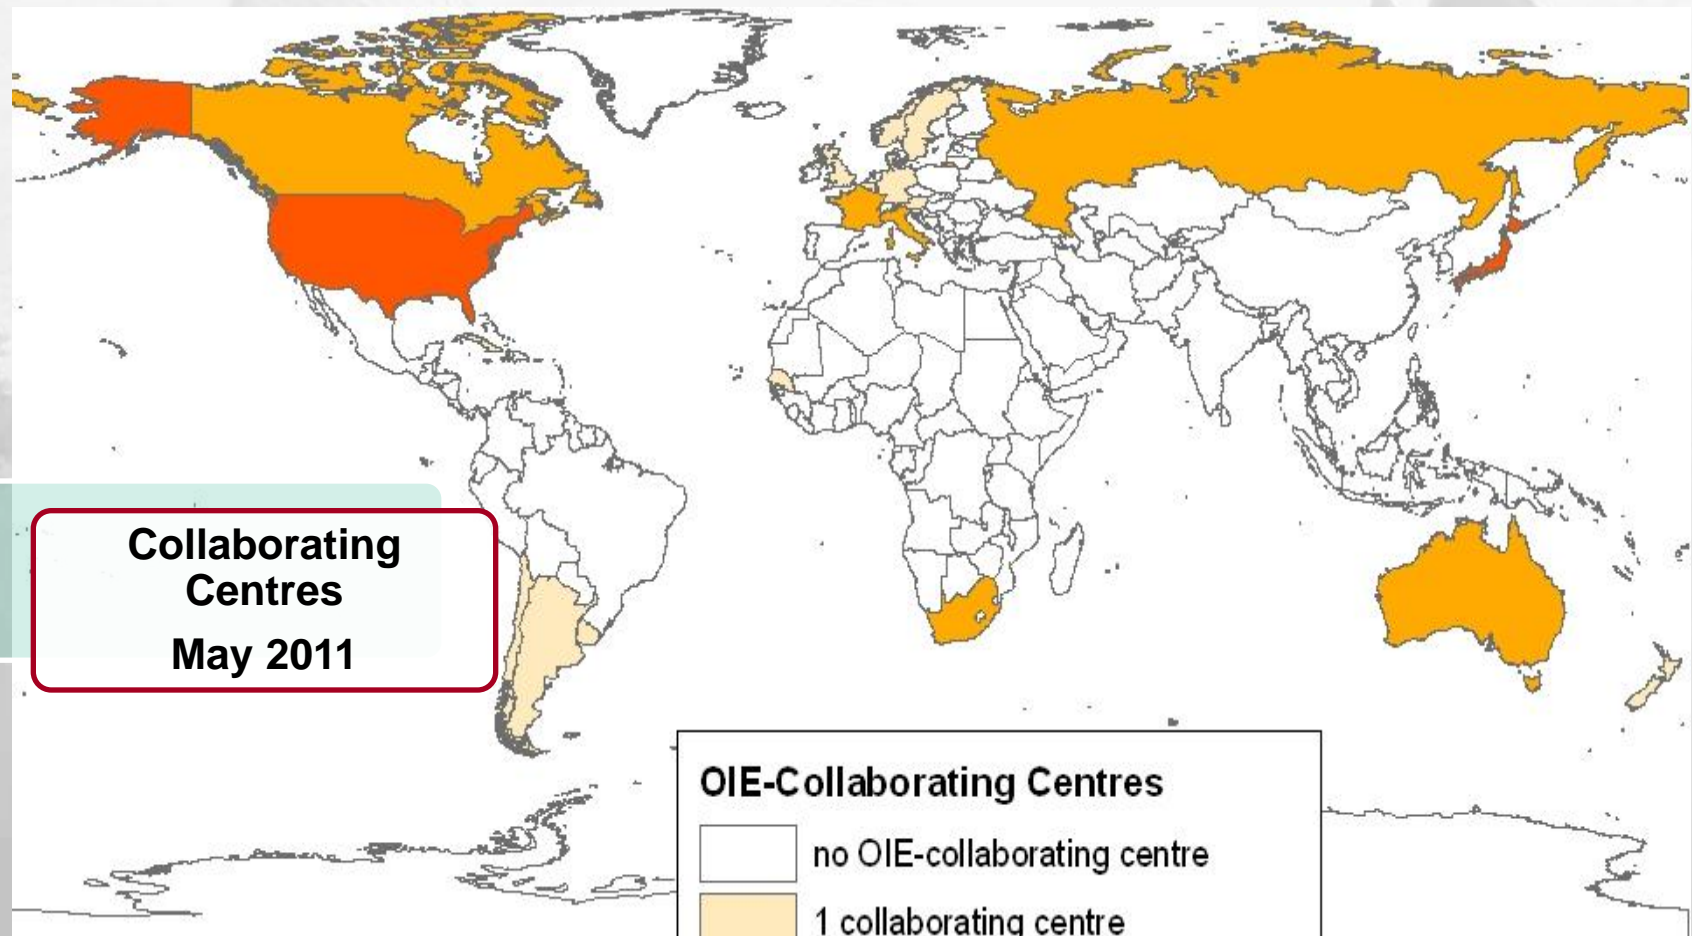 Collaborating
Centres
May 2011
OIE-Collaborating Centres
no OIE-collaborating centre
1 collaborating centre